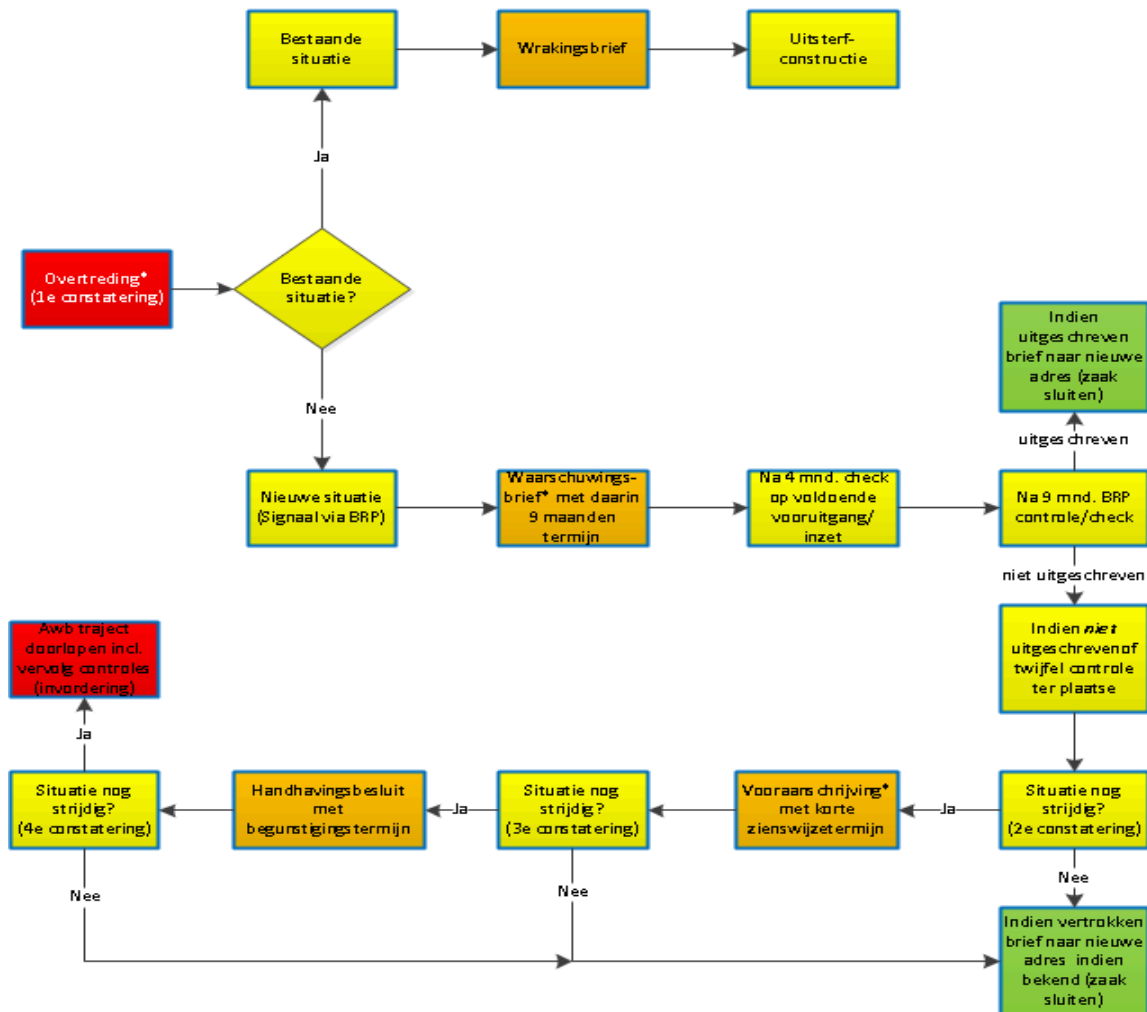 Bestaande
situatie
Wrakingsbrief
Uitsterf-
constructie
Ja
Overtreding*
(1e constatering)
Bestaande
situatie?
Nee
Nieuwe situatie
(Signaal via BRP)
Waarschuwings-
brief* met daarin
9 maanden
termijn
Na 4 mnd. check
op voldoende
vooruitgang/
inzet
Na 9 mnd. BRP
controle/check
uitgeschreven
Indien
uitgeschreven
brief naar nieuwe
adres (zaak
sluiten)
niet uitgeschreven
Indien niet
uitgeschreven of
twijfel controle
ter plaatse
Situatie nog
strijdig?
(2e constatering)
Ja
Vooraanschrijving*
met korte
zienswijzetermijn
Situatie nog
strijdig?
(3e constatering)
Ja
Handhavingsbesluit
met
begunstigingstermijn
Situatie nog
strijdig?
(4e constatering)
Ja
Awb traject
doorlopen incl.
vervolg controles
(invordering)
Nee
Nee
Nee
Indien vertrokken
brief naar nieuwe
adres indien
bekend (zaak
sluiten)